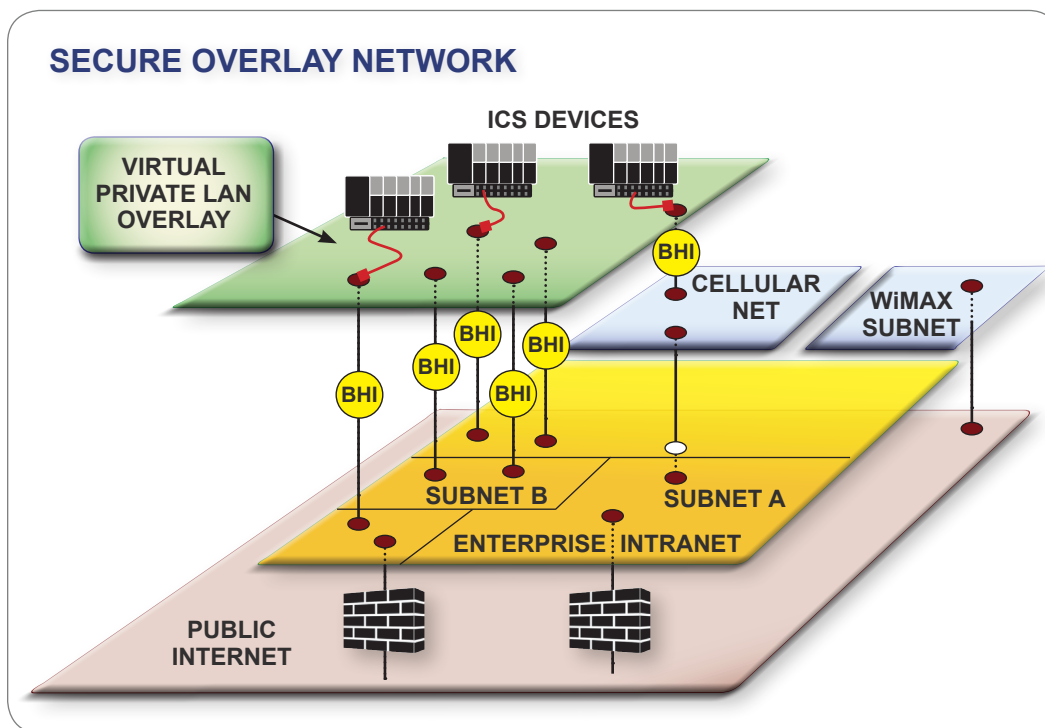 SECURE OVERLAY NETWORK
ICS DEVICES
VIRTUAL
PRIVATE LAN
OVERLAY
BHI
CELLULAR
NET
WiMAX
SUBNET
BHI
BHI
BHI
BHI
BHI
SUBNET B
SUBNET A
ENTERPRISE INTRANET
PUBLIC
INTERNET